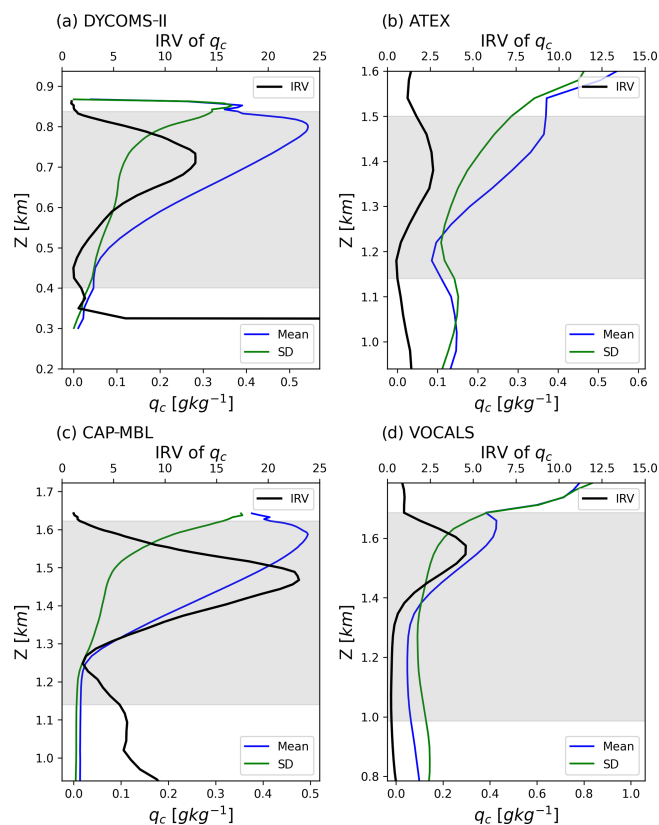 (a) DYCOMS-II
IRV of q_c
0 5 10 15 20 24
IRV
0.9
0.8
0.7
0.6
0.5
0.4
0.3
0.2
Z [km]
Mean
SD
0.0 0.1 0.2 0.3 0.4 0.5
q_c [gkg⁻¹]
(b) ATEX
IRV of q_c
0.0 2.5 5.0 7.5 10.0 12.5 15.0
IRV
1.6
1.5
1.4
1.3
1.2
1.1
1.0
Z [km]
Mean
SD
0.0 0.1 0.2 0.3 0.4 0.5 0.6
q_c [gkg⁻¹]
(c) CAP-MBL
IRV of q_c
0 5 10 15 20 24
IRV
1.7
1.6
1.5
1.4
1.3
1.2
1.1
1.0
Z [km]
Mean
SD
0.0 0.1 0.2 0.3 0.4 0.5
q_c [gkg⁻¹]
(d) VOCALS
IRV of q_c
0.0 2.5 5.0 7.5 10.0 12.5 15.0
IRV
1.6
1.4
1.2
1.0
0.8
Z [km]
Mean
SD
0.0 0.2 0.4 0.6 0.8 1.0
q_c [gkg⁻¹]